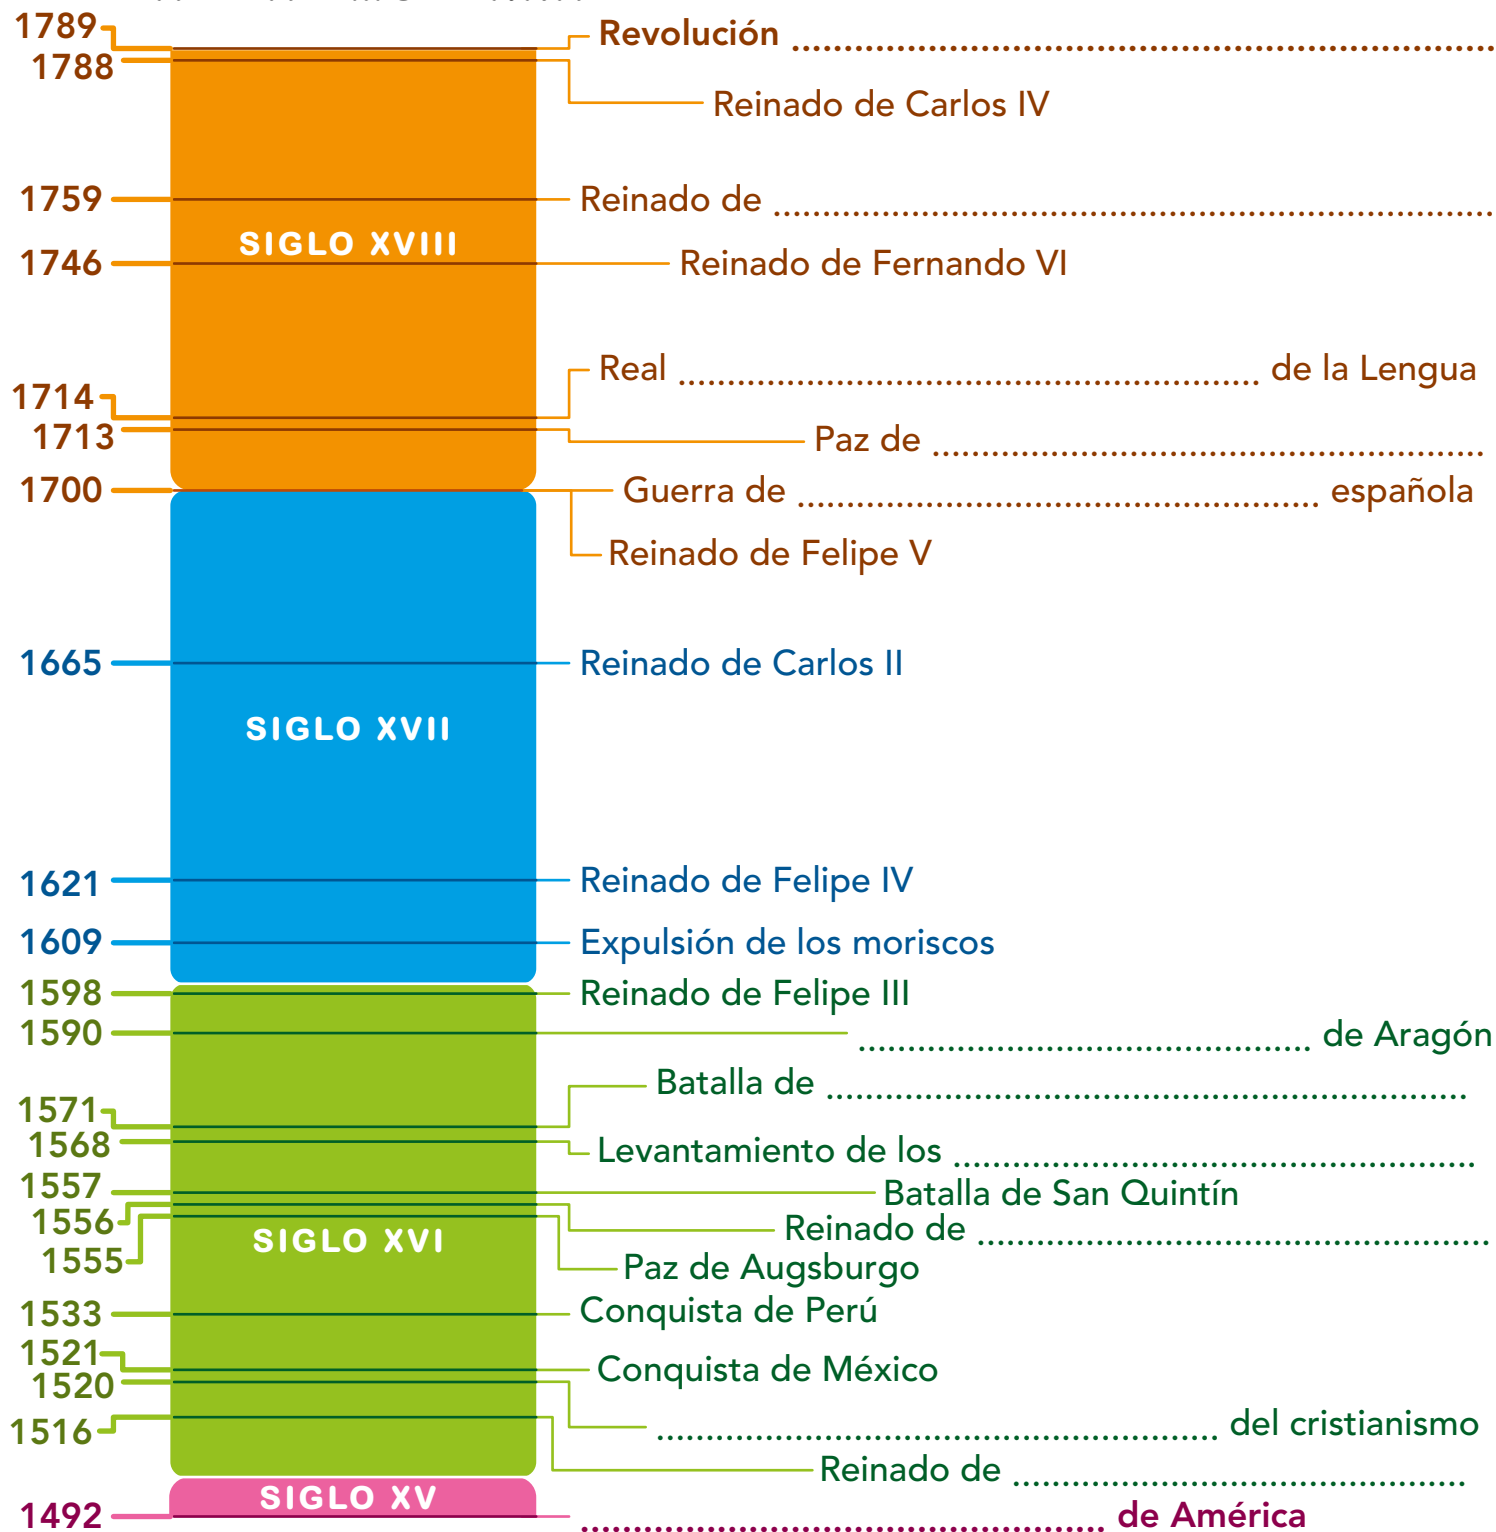 1789 Revolución ........................................
1788 Reinado de Carlos IV
1759 Reinado de ........................................
SIGLO XVIII
1746 Reinado de Fernando VI
1714 Real ........................................ de la Lengua
1713 Paz de ........................................
1700 Guerra de ........................................ española
Reinado de Felipe V
1665 Reinado de Carlos II
SIGLO XVII
1621 Reinado de Felipe IV
1609 Expulsión de los moriscos
1598 Reinado de Felipe III
1590 ........................................ de Aragón
1571 Batalla de ........................................
1568 Levantamiento de los ........................................
1557 Batalla de San Quintín
1556 Reinado de ........................................
SIGLO XVI
1555 Paz de Augsburgo
1533 Conquista de Perú
1521 Conquista de México
1520 ........................................ del cristianismo
1516 Reinado de ........................................
SIGLO XV
1492 ........................................ de América